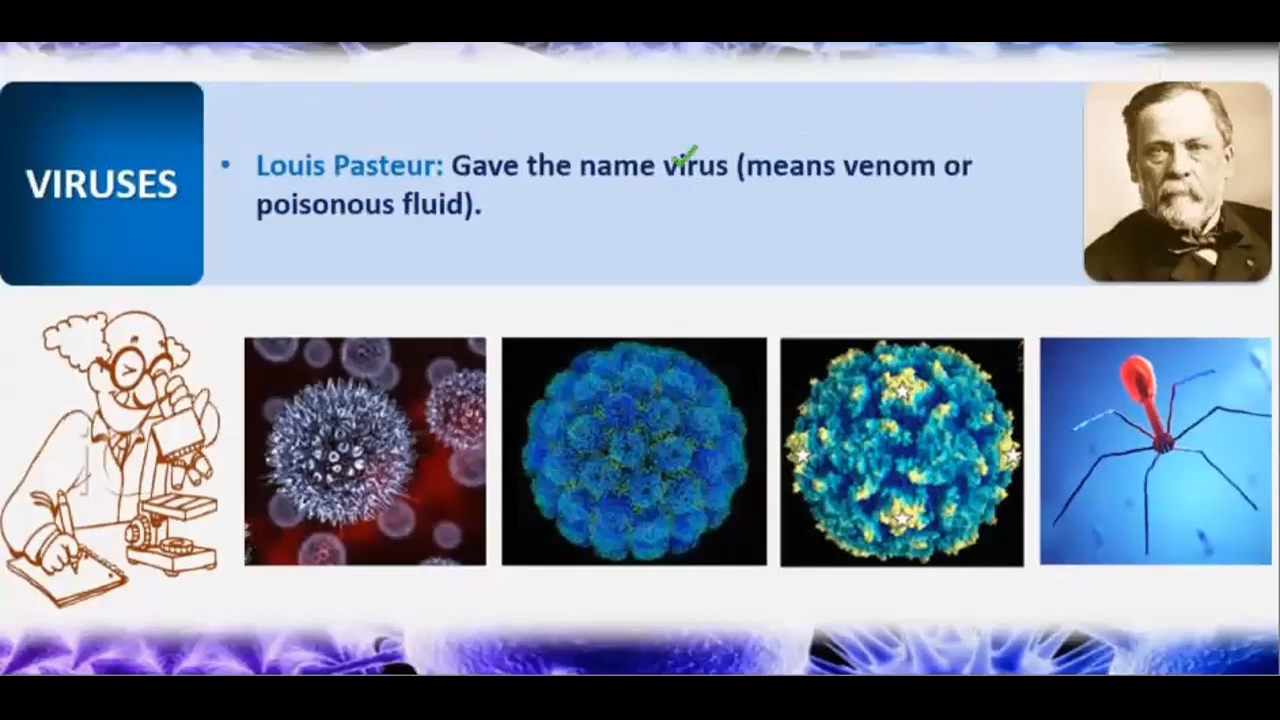 VIRUSES
• Louis Pasteur: Gave the name virus (means venom or
poisonous fluid).